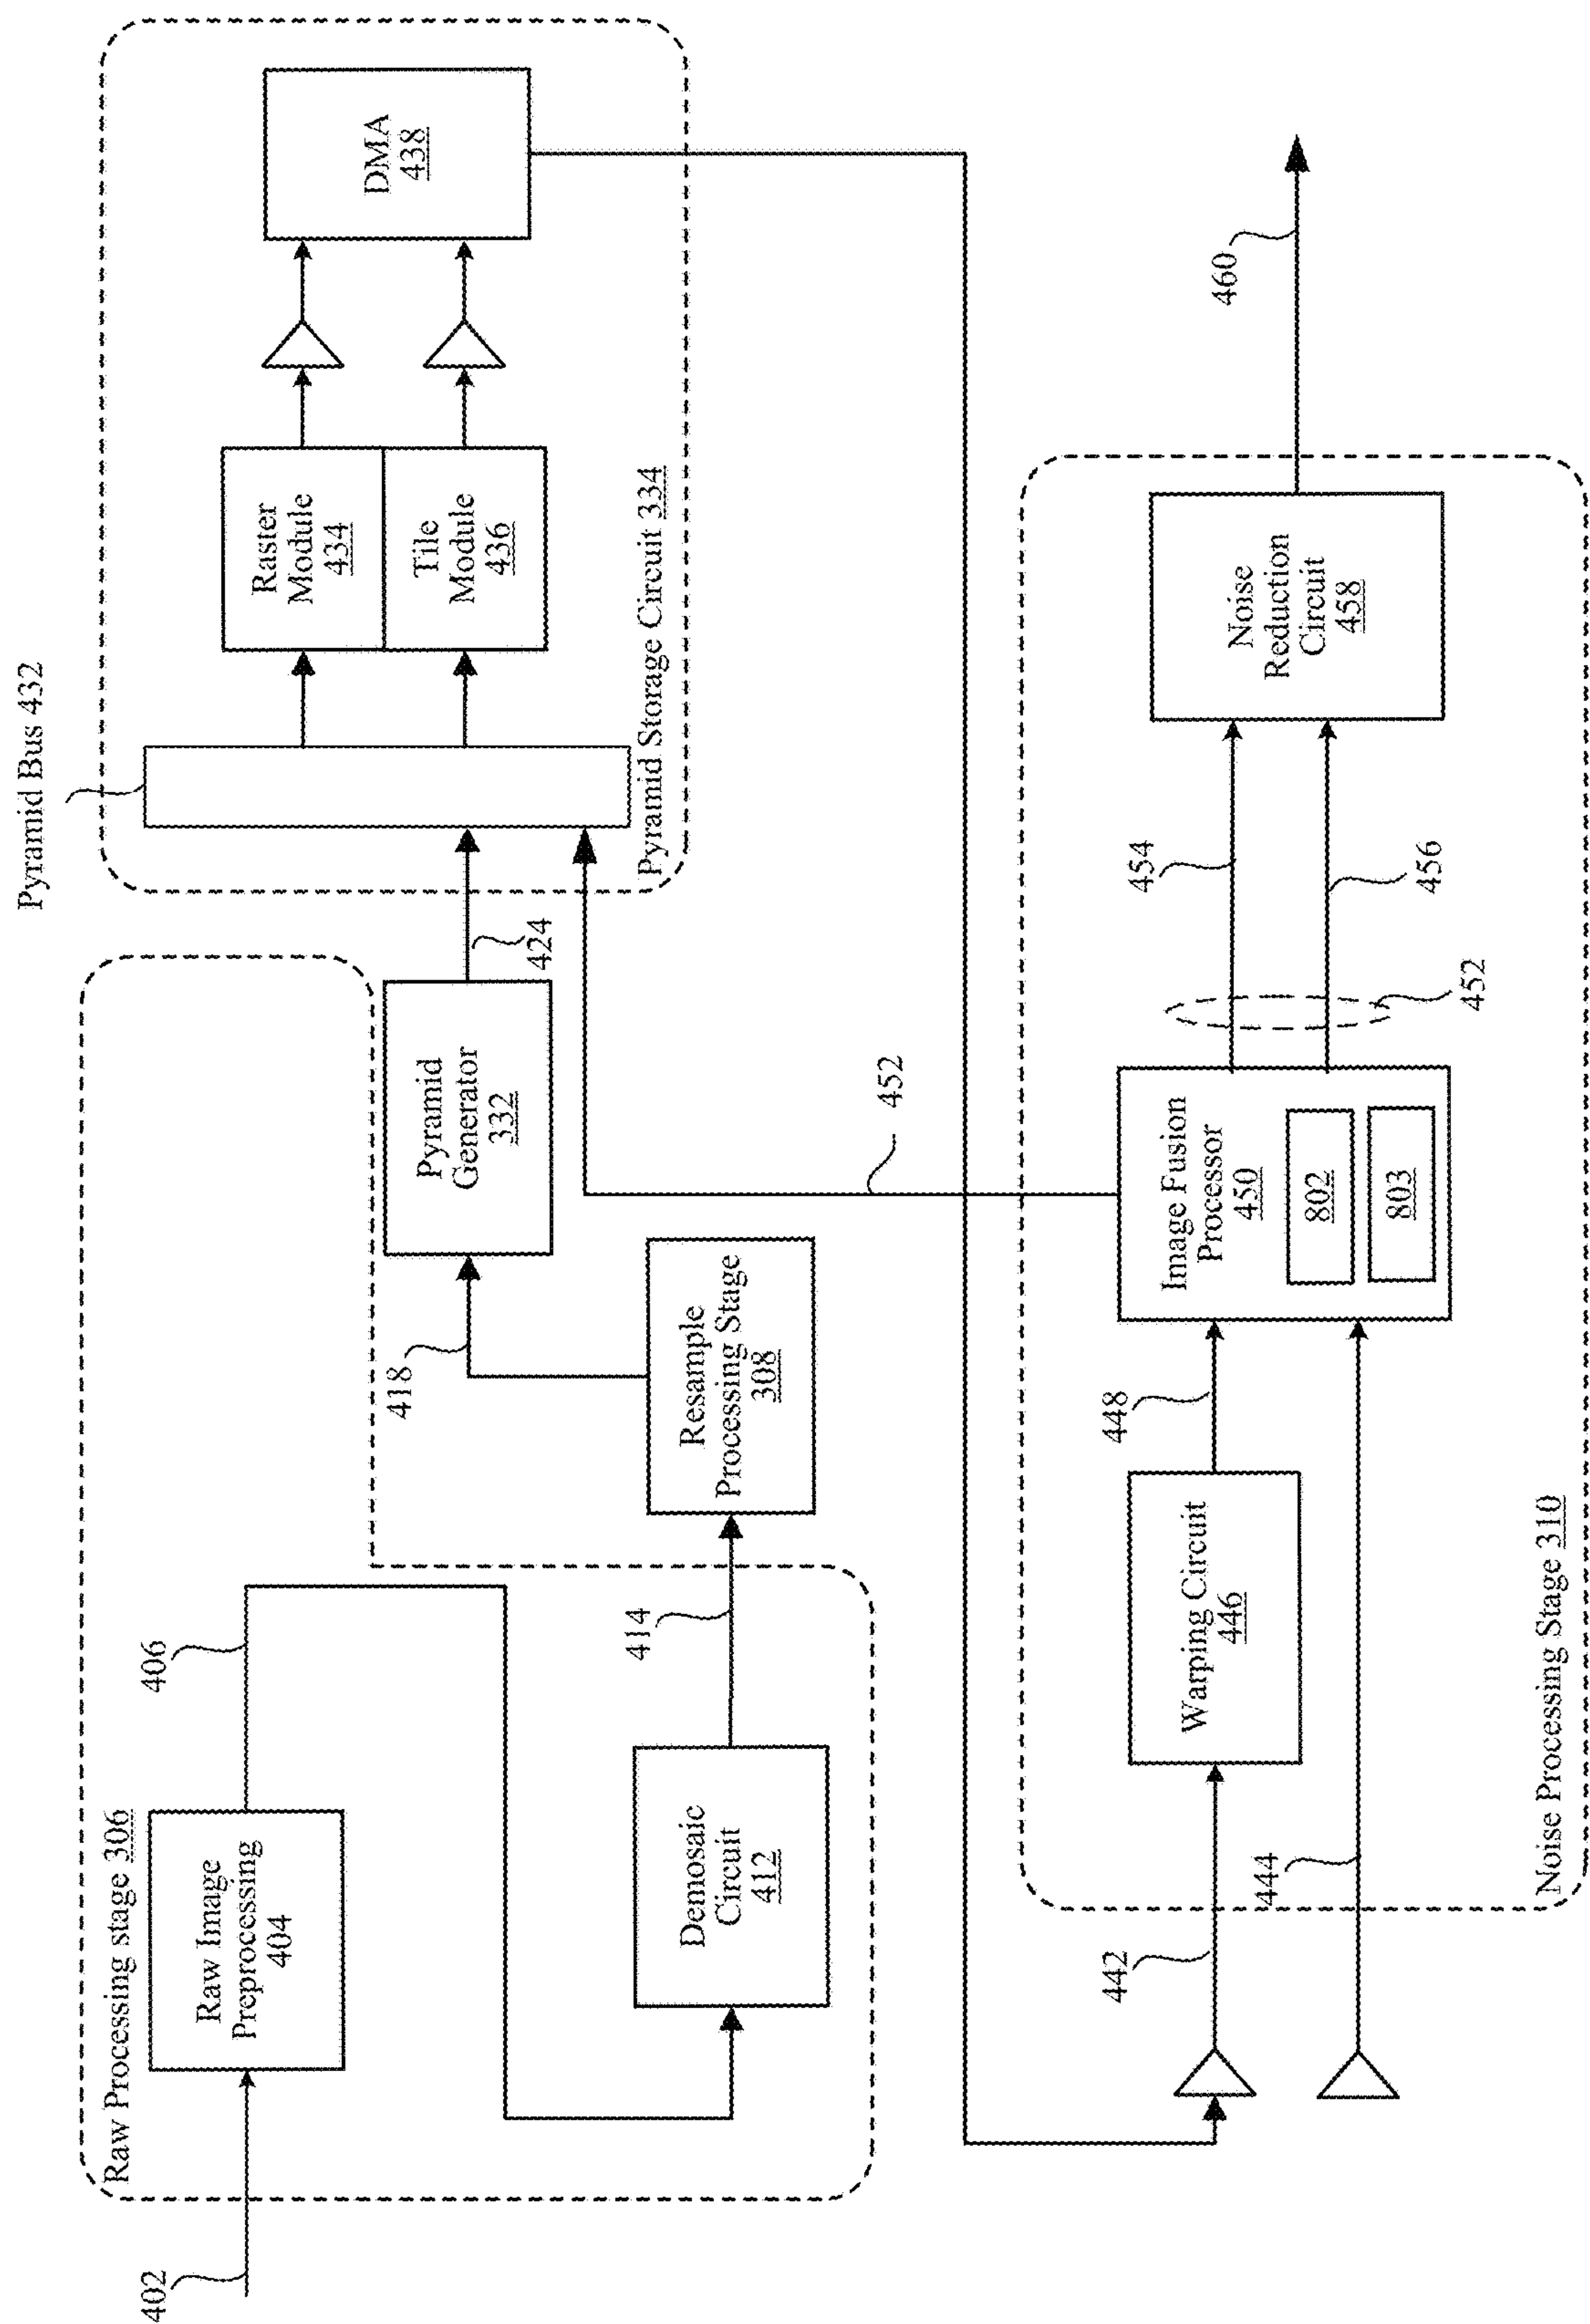 Raw Processing stage 306
402
Raw Image
Preprocessing
404
406
Demosaic
Circuit
412
414
Resample
Processing Stage
308
418
Pyramid
Generator
332
424
Pyramid Bus 432
Raster
Module
434
Tile
Module
436
DMA
438
Pyramid Storage Circuit 334
452
442
444
Warping Circuit
446
448
Image Fusion
Processor
450
802
803
452
454
456
Noise
Reduction
Circuit
458
460
Noise Processing Stage 310